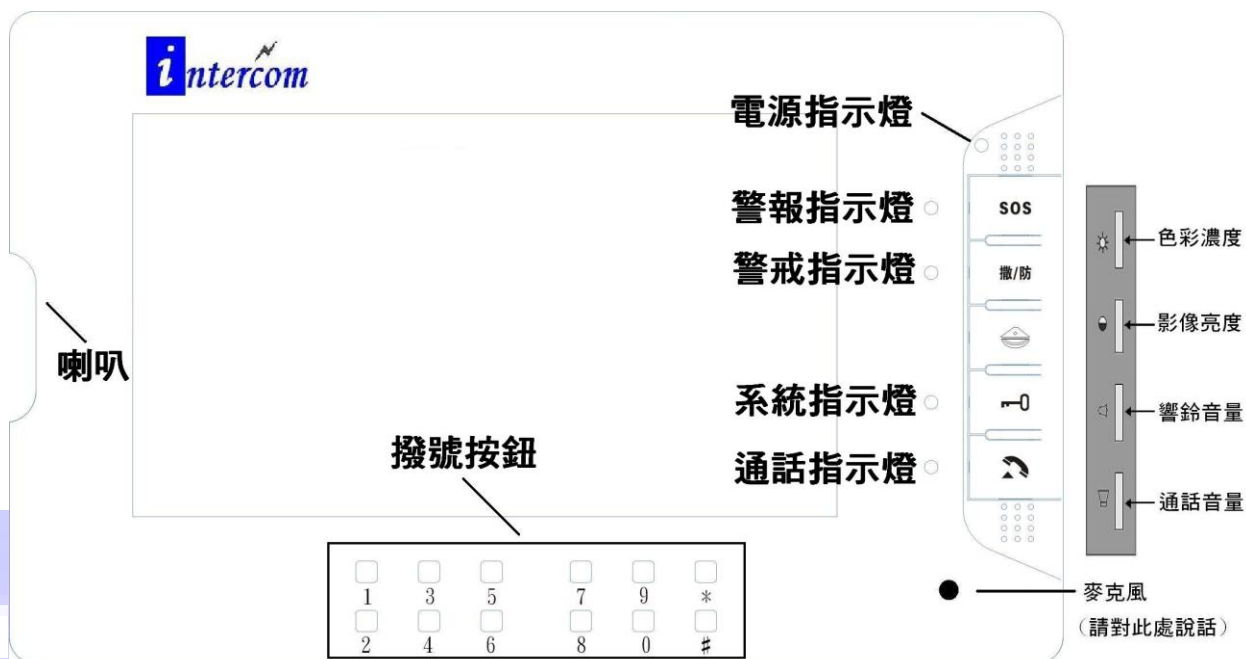 intercom
電源指示燈
警報指示燈
SOS
色彩濃度
警戒指示燈
撒/防
影像亮度
喇叭
系統指示燈
響鈴音量
撥號按鈕
通話指示燈
通話音量
1 3 5 7 9 *
2 4 6 8 0 #
麥克風
(請對此處說話)